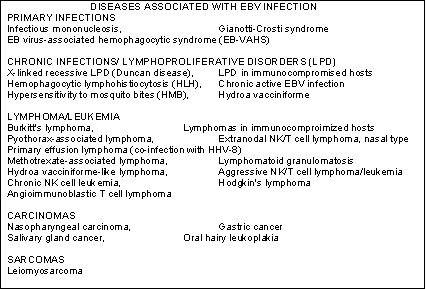 DISEASES ASSOCIATED WITH EBV INFECTION
PRIMARY INFECTIONS
Infectious mononucleosis, Gianotti-Crosti syndrome
EB virus-associated hemophagocytic syndrome (EB-VAHS)
CHRONIC INFECTIONS/ LYMPHOPROLIFERATIVE DISORDERS (LPD)
X-linked recessive LPD (Duncan disease), LPD in immunocompromised hosts
Hemophagocytic lymphohistiocytosis (HLH), Chronic active EBV infection
Hypersensitivity to mosquito bites (HMB), Hydroa vacciniforme
LYMPHOMA/LEUKEMIA
Burkitt's lymphoma, Lymphomas in immunocomproimized hosts
Pyothorax-associated lymphoma, Extranodal NK/T cell lymphoma, nasal type
Primary effusion lymphoma (co-infection with HHV-8)
Methotrexate-associated lymphoma, Lymphomatoid granulomatosis
Hydroa vacciniforme-like lymphoma, Aggressive NK/T cell lymphoma/leukemia
Chronic NK cell leukemia, Hodgkin's lymphoma
Angioimmunoblastic T cell lymphoma
CARCINOMAS
Nasopharyngeal carcinoma, Gastric cancer
Salivary gland cancer, Oral hairy leukoplakia
SARCOMAS
Leiomyosarcoma